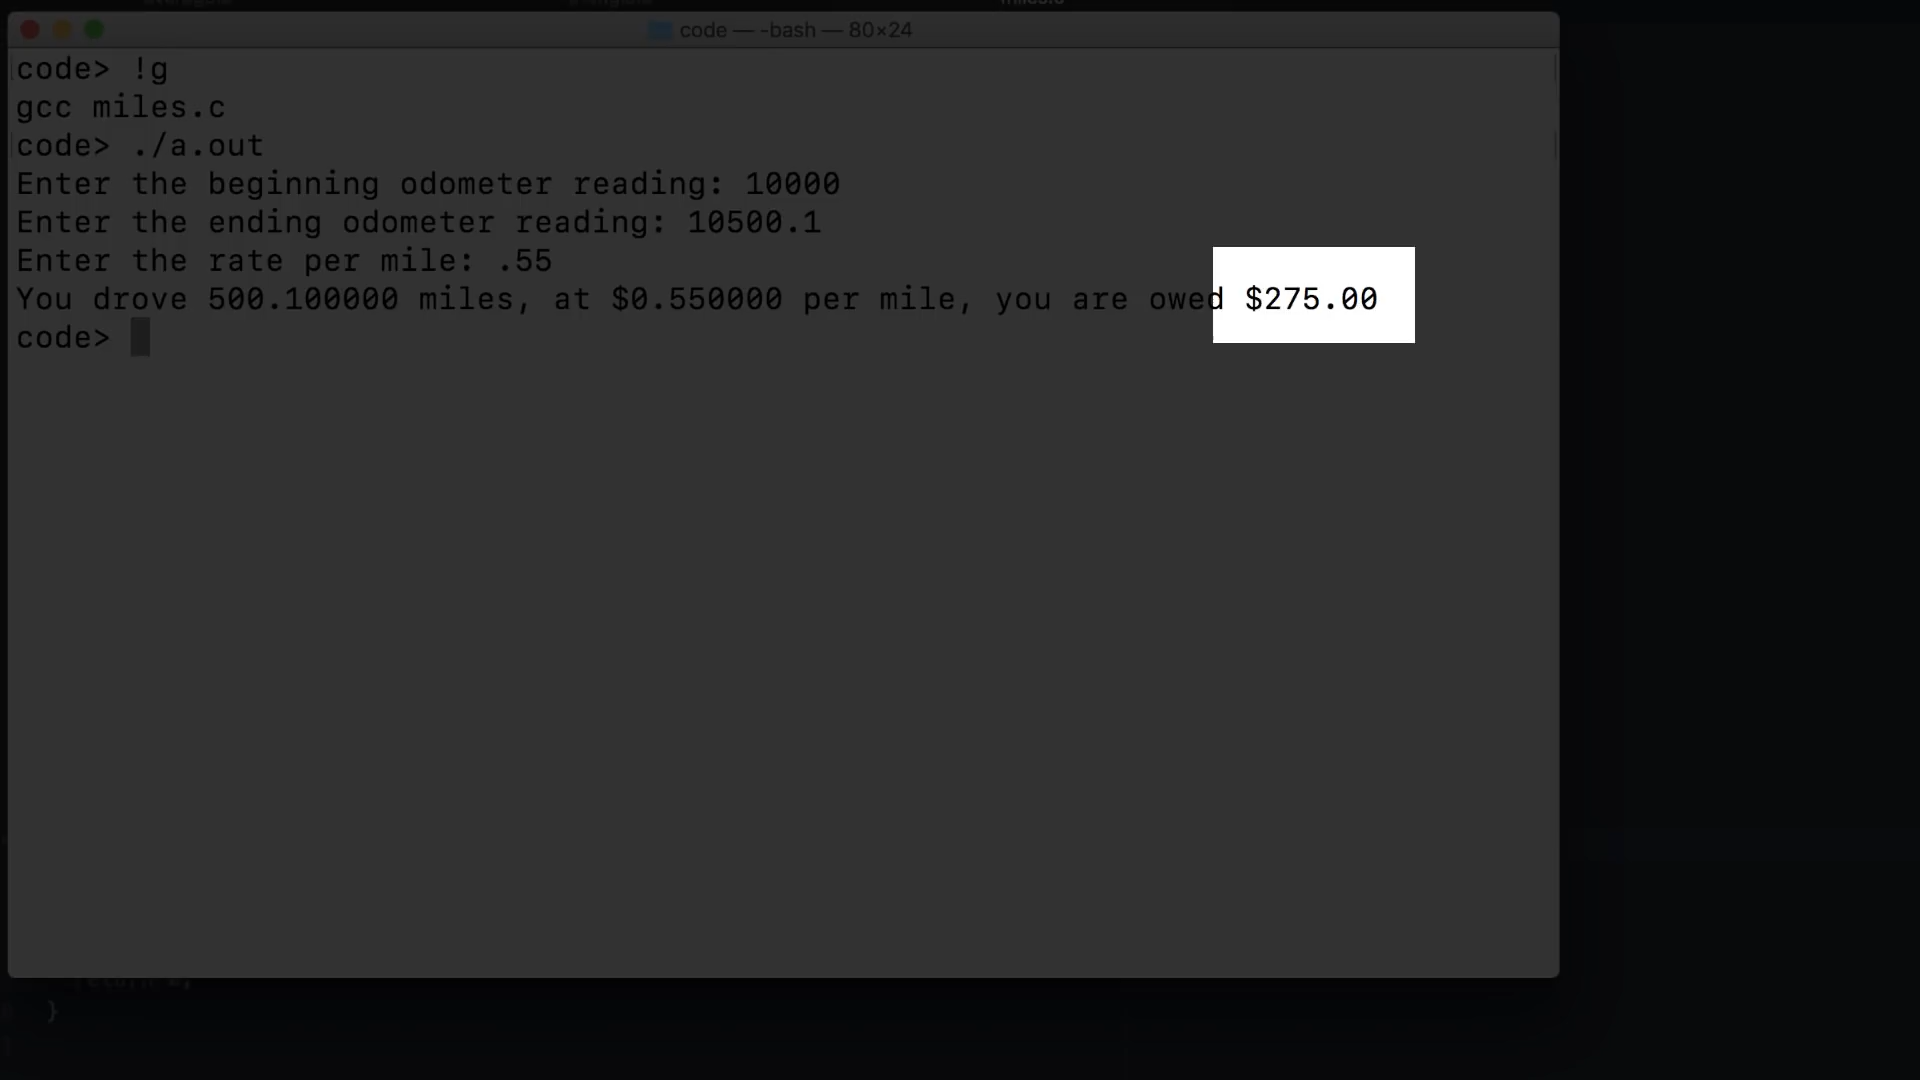 code — -bash — 80×24
code> !g
gcc miles.c
code> ./a.out
Enter the beginning odometer reading: 10000
Enter the ending odometer reading: 10500.1
Enter the rate per mile: .55
You drove 500.100000 miles, at $0.550000 per mile, you are owed $275.00
code>
}